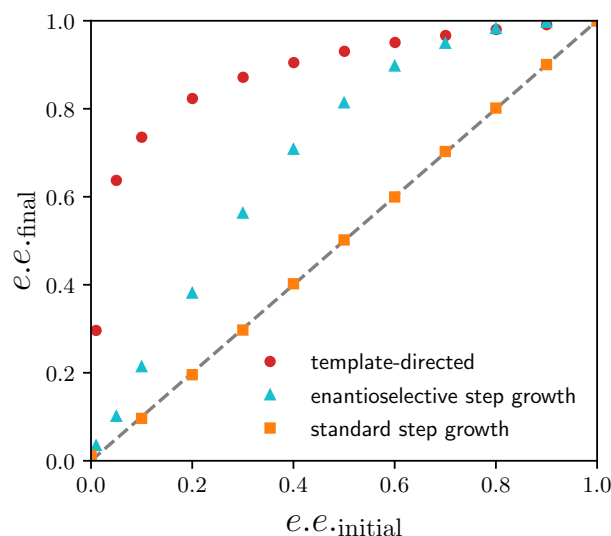 1.0
0.8
0.6
0.4
0.2
0.0
e.e.final
template-directed
enantioselective step growth
standard step growth
0.0 0.2 0.4 0.6 0.8 1.0
e.e.initial